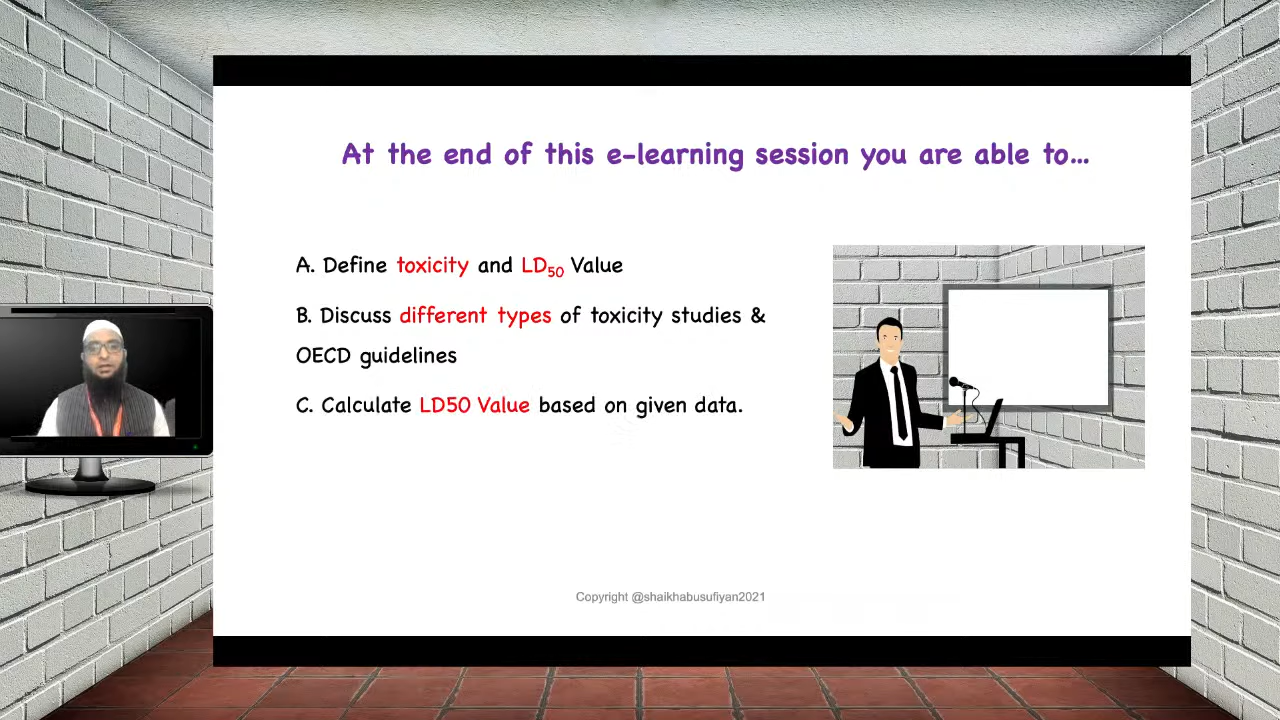 At the end of this e-learning session you are able to...
A. Define toxicity and LD50 Value
B. Discuss different types of toxicity studies &
OECD guidelines
C. Calculate LD50 Value based on given data.
Copyright @shaikhabusufiyan2021